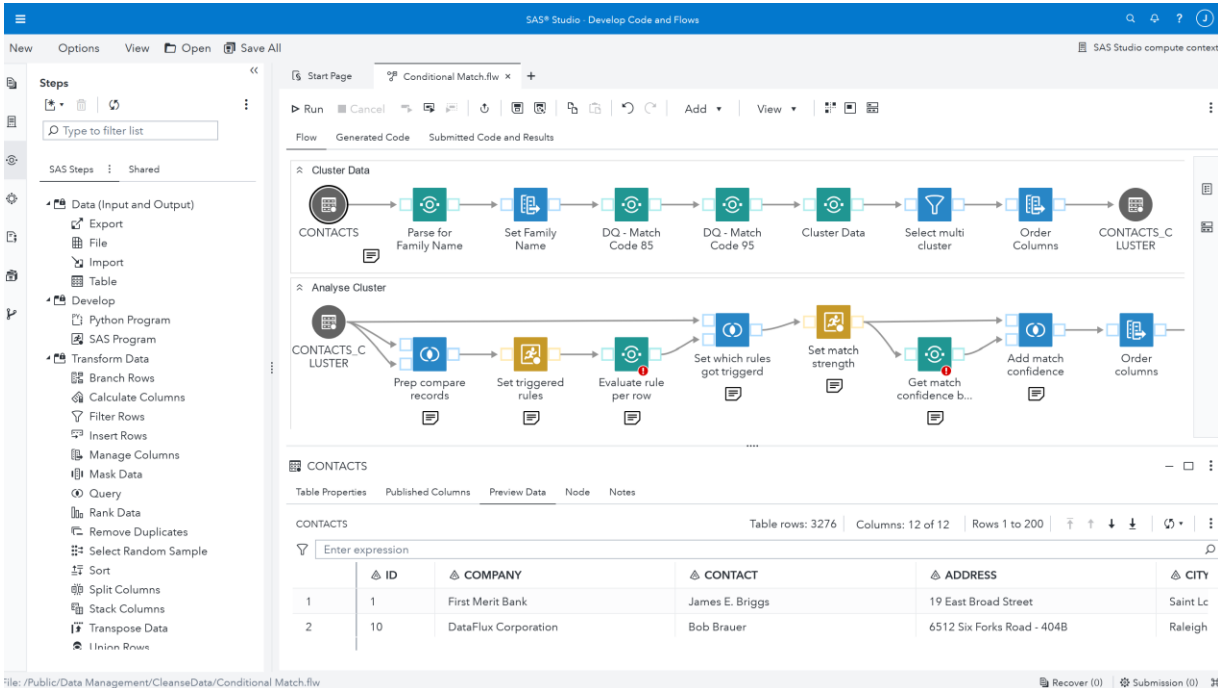 SAS® Studio - Develop Code and Flows
J
New Options View Open Save All
SAS Studio compute context
Steps
Type to filter list
SAS Steps Shared
Data (Input and Output)
Export
File
Import
Table
Develop
Python Program
SAS Program
Transform Data
Branch Rows
Calculate Columns
Filter Rows
Insert Rows
Manage Columns
Mask Data
Query
Rank Data
Remove Duplicates
Select Random Sample
Sort
Split Columns
Stack Columns
Transpose Data
Union Rows
Start Page Conditional Match.flw
Run Cancel Add View
Flow Generated Code Submitted Code and Results
Cluster Data
CONTACTS
Parse for
Family Name
Set Family
Name
DQ - Match
Code 85
DQ - Match
Code 95
Cluster Data
Select multi
cluster
Order
Columns
CONTACTS_C
LUSTER
Analyse Cluster
CONTACTS_C
LUSTER
Prep compare
records
Set triggered
rules
Evaluate rule
per row
Set which rules
got triggerd
Set match
strength
Get match
confidence b...
Add match
confidence
Order
columns
CONTACTS
Table Properties Published Columns Preview Data Node Notes
CONTACTS Table rows: 3276 Columns: 12 of 12 Rows 1 to 200
Enter expression
ID COMPANY CONTACT ADDRESS CITY
1 1 First Merit Bank James E. Briggs 19 East Broad Street Saint Lo
2 10 DataFlux Corporation Bob Brauer 6512 Six Forks Road - 404B Raleigh
File: /Public/Data Management/CleanseData/Conditional Match.flw
Recover (0) Submission (0)